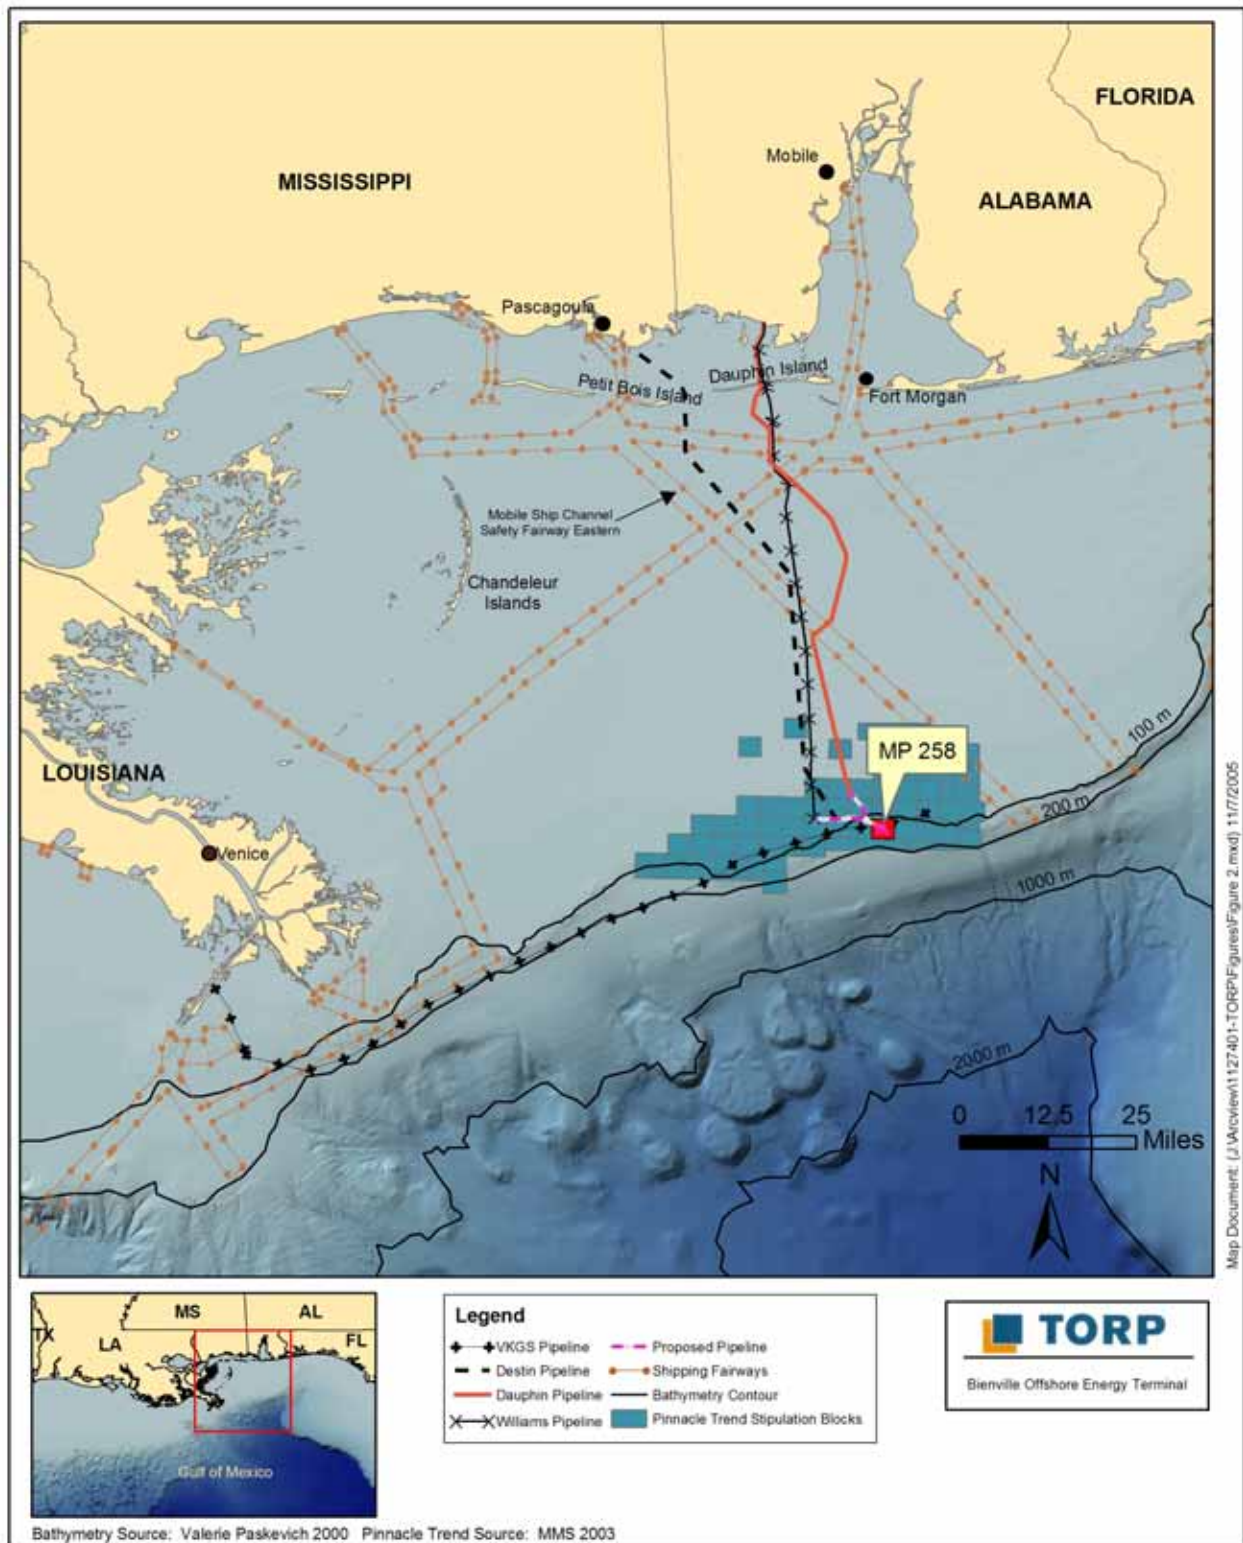 FLORIDA
Mobile
MISSISSIPPI
ALABAMA
Pascagoula
Petit Bois Island
Dauphin Island
Fort Morgan
Mobile Ship Channel
Safety Fairway Eastern
Chandeleur
Islands
100 m
MP 258
LOUISIANA
200 m
Venice
1000 m
2000 m
0 12.5 25
Miles
N
Map Document: (J:\Arcview\1127401-TORP\Figures\Figure 2.mxd) 11/7/2005
MS AL
TX LA FL
Gulf of Mexico
Legend
VKGS Pipeline
Proposed Pipeline
Destin Pipeline
Shipping Fairways
Dauphin Pipeline
Bathymetry Contour
Williams Pipeline
Pinnacle Trend Stipulation Blocks
TORP
Bienville Offshore Energy Terminal
Bathymetry Source: Valerie Paskevich 2000 Pinnacle Trend Source: MMS 2003